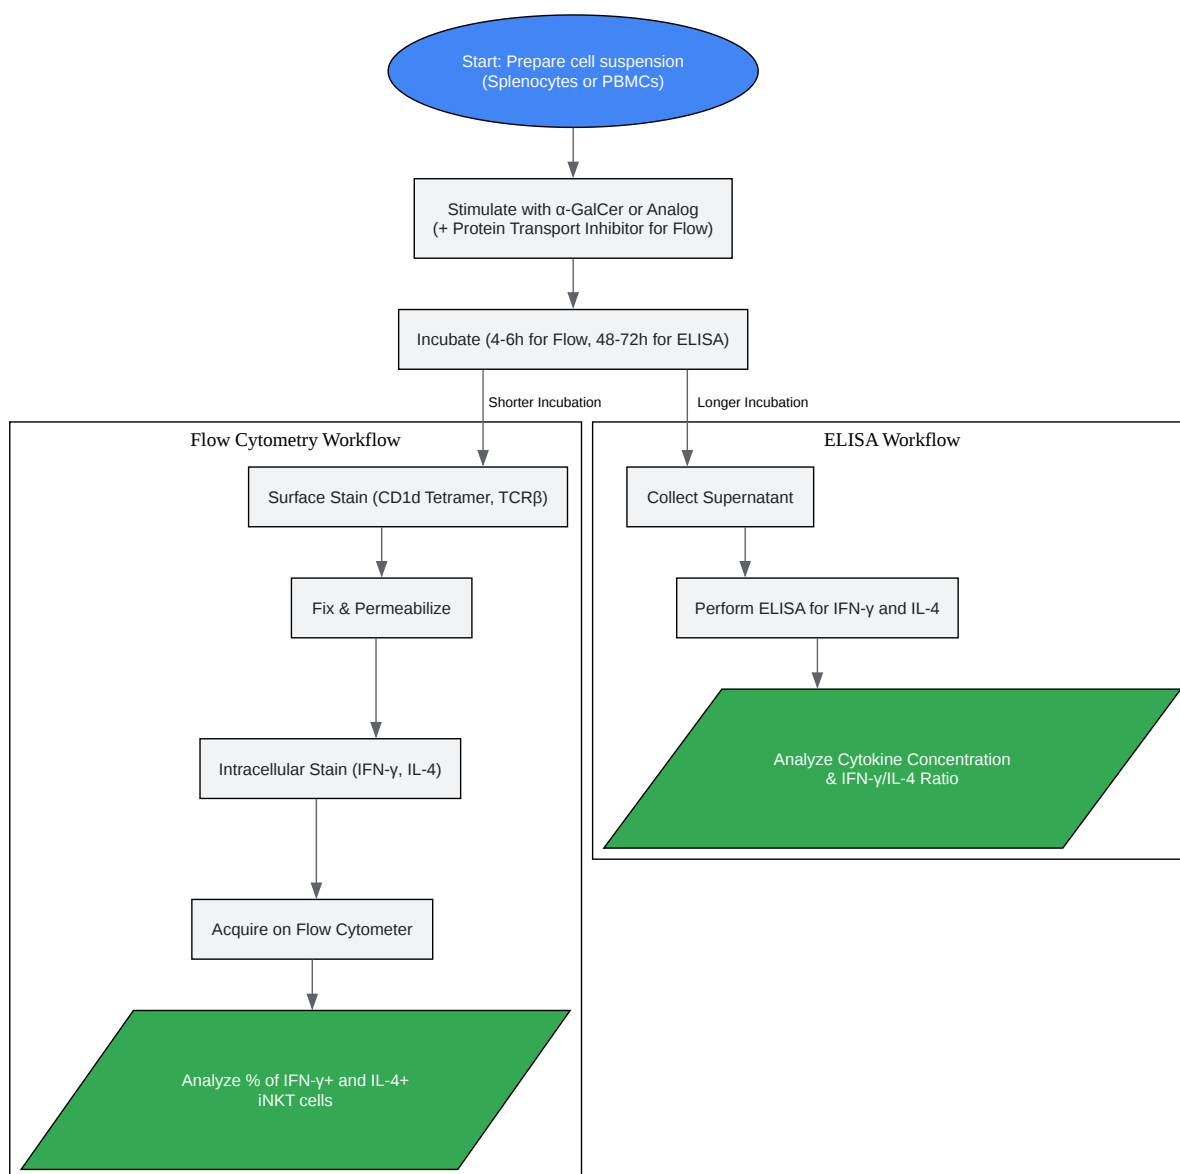 Start: Prepare cell suspension
(Splenocytes or PBMCs)
Stimulate with α-GalCer or Analog
(+ Protein Transport Inhibitor for Flow)
Incubate (4-6h for Flow, 48-72h for ELISA)
Shorter Incubation
Longer Incubation
Flow Cytometry Workflow
Surface Stain (CD1d Tetramer, TCRβ)
Fix & Permeabilize
Intracellular Stain (IFN-γ, IL-4)
Acquire on Flow Cytometer
Analyze % of IFN-γ+ and IL-4+
iNKT cells
ELISA Workflow
Collect Supernatant
Perform ELISA for IFN-γ and IL-4
Analyze Cytokine Concentration
& IFN-γ/IL-4 Ratio